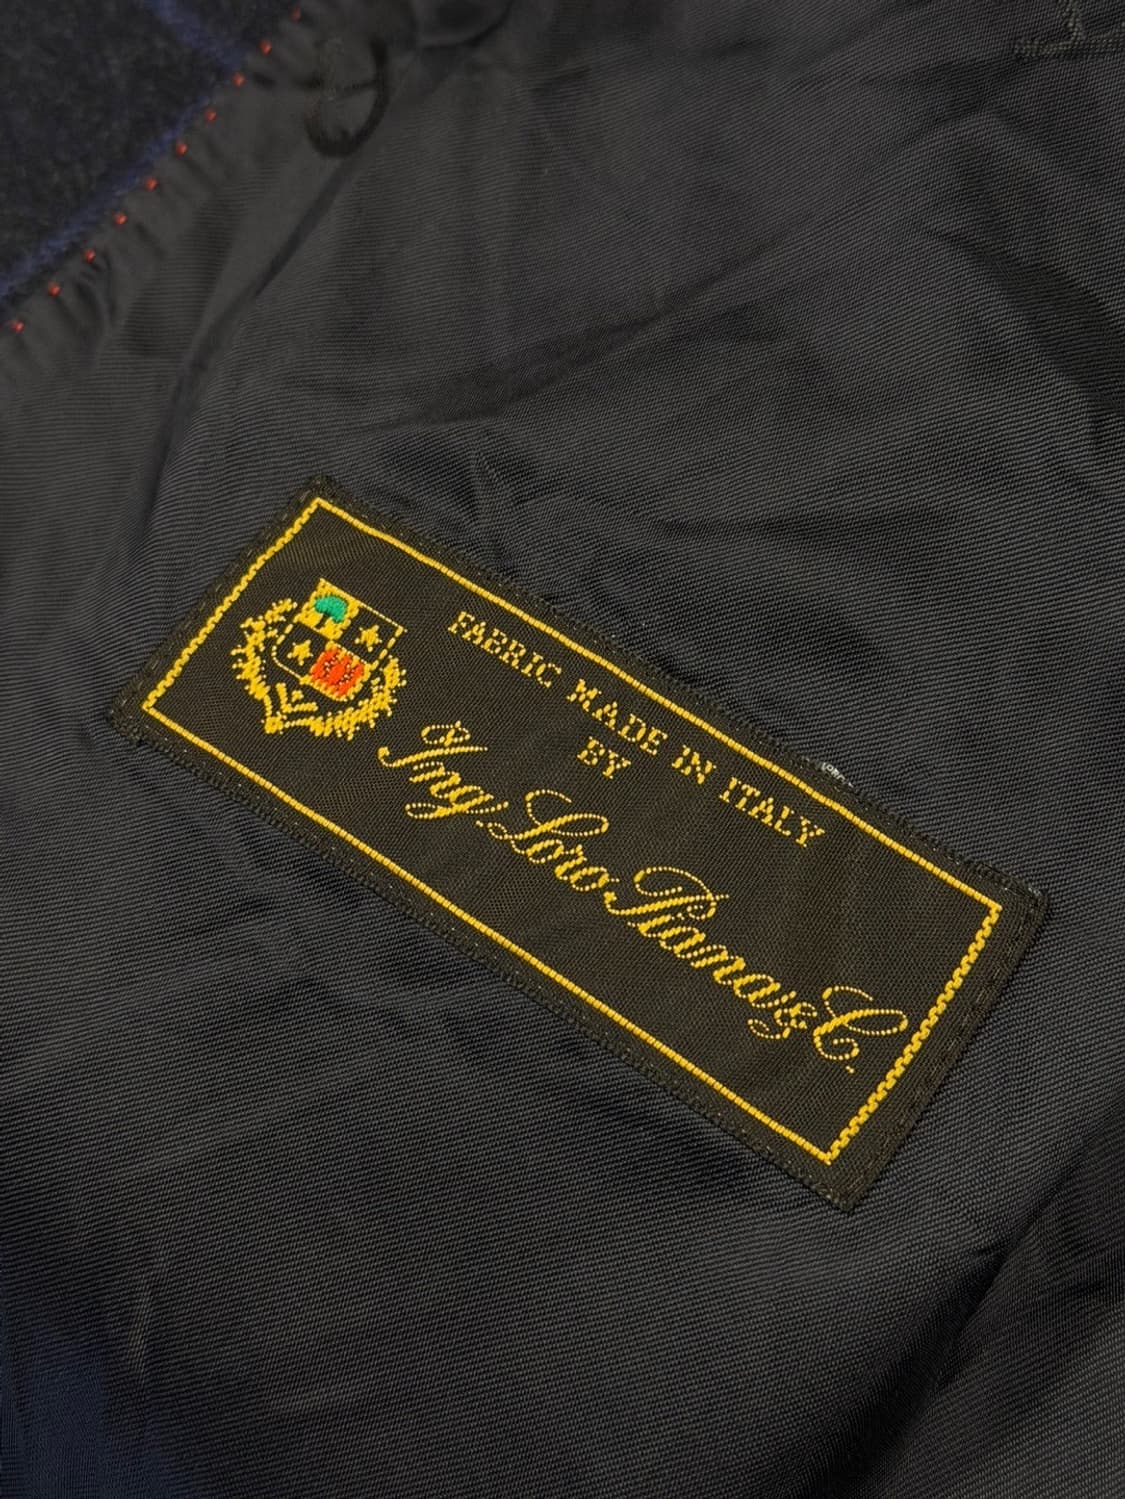 FABRIC MADE IN ITALY
BY
Ing. Loro Piana & C.